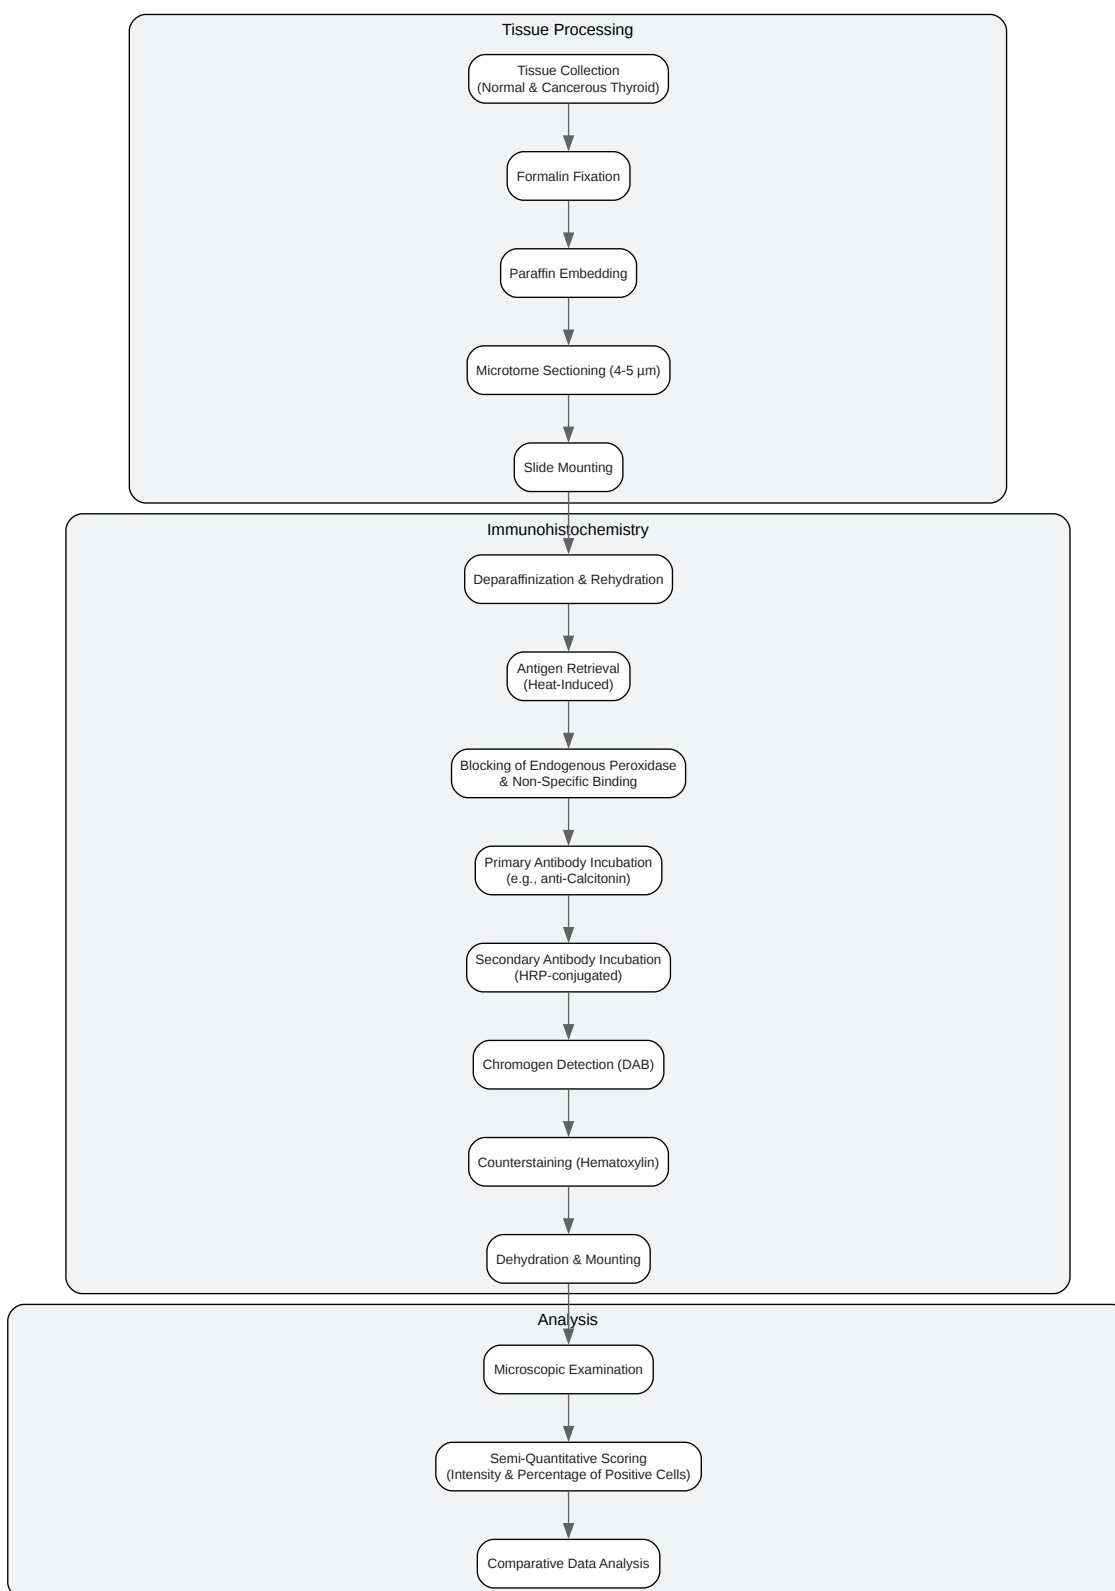 Tissue Processing
Tissue Collection
(Normal & Cancerous Thyroid)
Formalin Fixation
Paraffin Embedding
Microtome Sectioning (4-5 µm)
Slide Mounting
Immunohistochemistry
Deparaffinization & Rehydration
Antigen Retrieval
(Heat-Induced)
Blocking of Endogenous Peroxidase
& Non-Specific Binding
Primary Antibody Incubation
(e.g., anti-Calcitonin)
Secondary Antibody Incubation
(HRP-conjugated)
Chromogen Detection (DAB)
Counterstaining (Hematoxylin)
Dehydration & Mounting
Analysis
Microscopic Examination
Semi-Quantitative Scoring
(Intensity & Percentage of Positive Cells)
Comparative Data Analysis